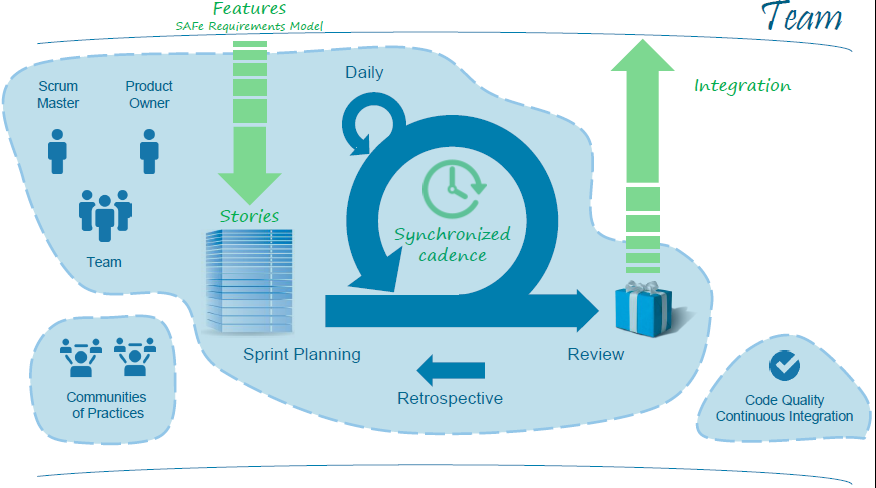 Features
SAFe Requirements Model
Team
Scrum
Master
Product
Owner
Daily
Integration
Stories
Team
Synchronized
cadence
Sprint Planning
Review
Retrospective
Communities
of Practices
Code Quality
Continuous Integration